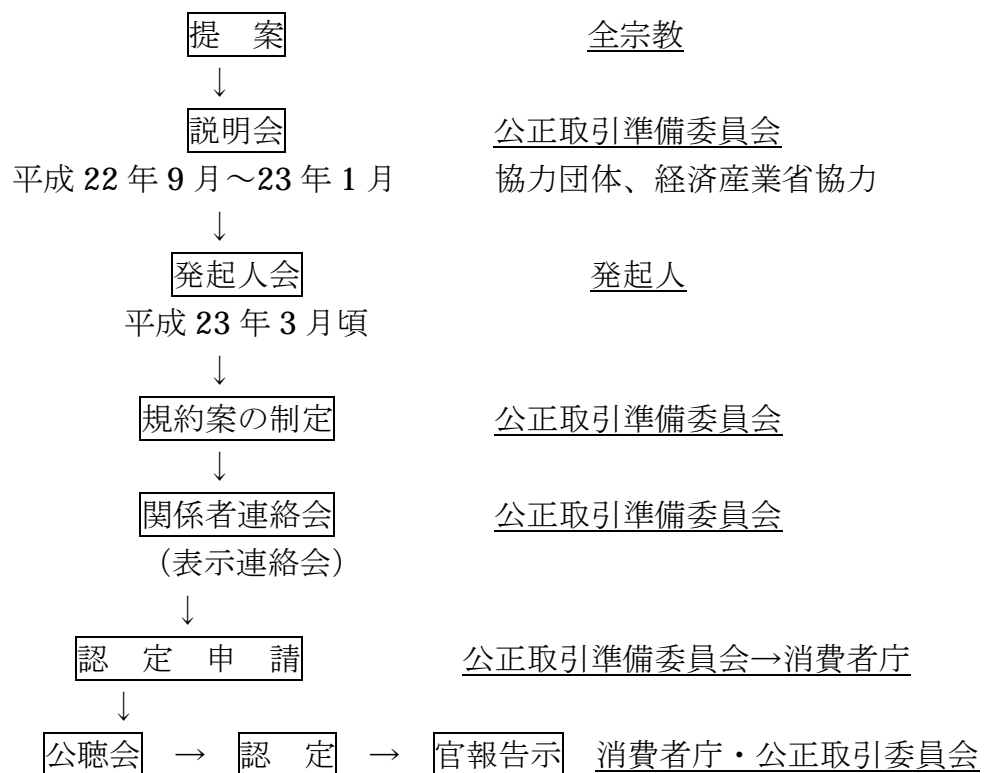 提　案　全宗教
↓
説明会　公正取引準備委員会
平成 22 年 9 月～23 年 1 月　協力団体、経済産業省協力
↓
発起人会　発起人
平成 23 年 3 月頃
↓
規約案の制定　公正取引準備委員会
↓
関係者連絡会　公正取引準備委員会
（表示連絡会）
↓
認　定　申　請　公正取引準備委員会→消費者庁
↓
公聴会　→　認　定　→　官報告示　消費者庁・公正取引委員会